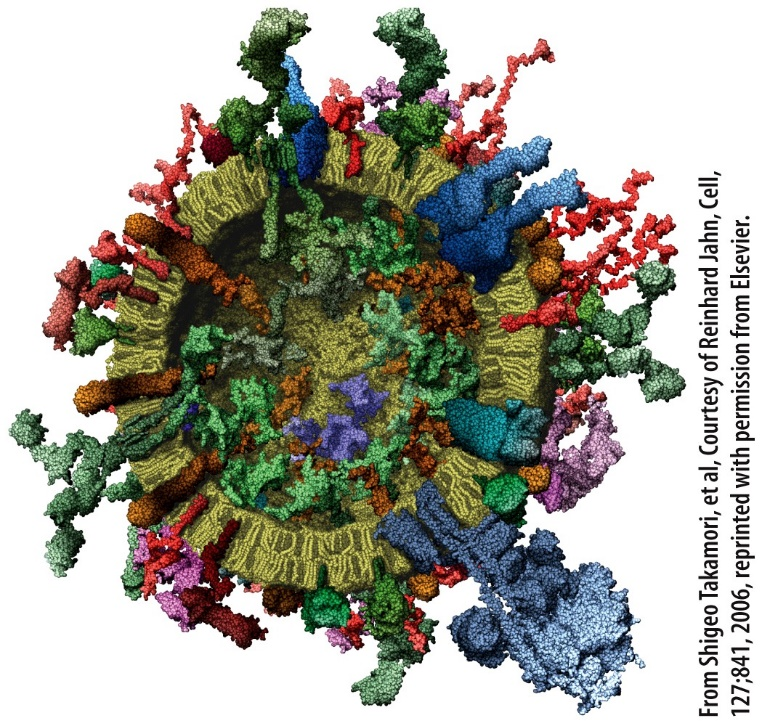 From Shigeo Takamori, et al, Courtesy of Reinhard Jahn, Cell,
127;841, 2006, reprinted with permission from Elsevier.